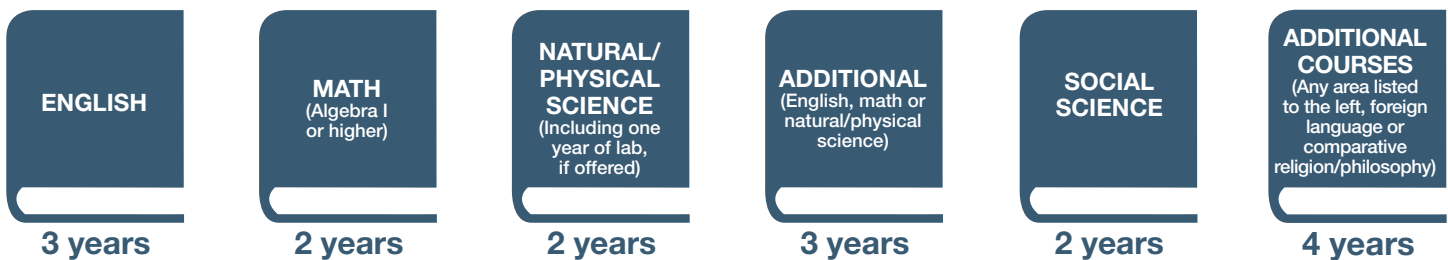 ENGLISH
3 years
MATH
(Algebra I
or higher)
2 years
NATURAL/
PHYSICAL
SCIENCE
(Including one
year of lab,
if offered)
2 years
ADDITIONAL
(English, math or
natural/physical
science)
3 years
SOCIAL
SCIENCE
2 years
ADDITIONAL
COURSES
(Any area listed
to the left, foreign
language or
comparative
religion/philosophy)
4 years